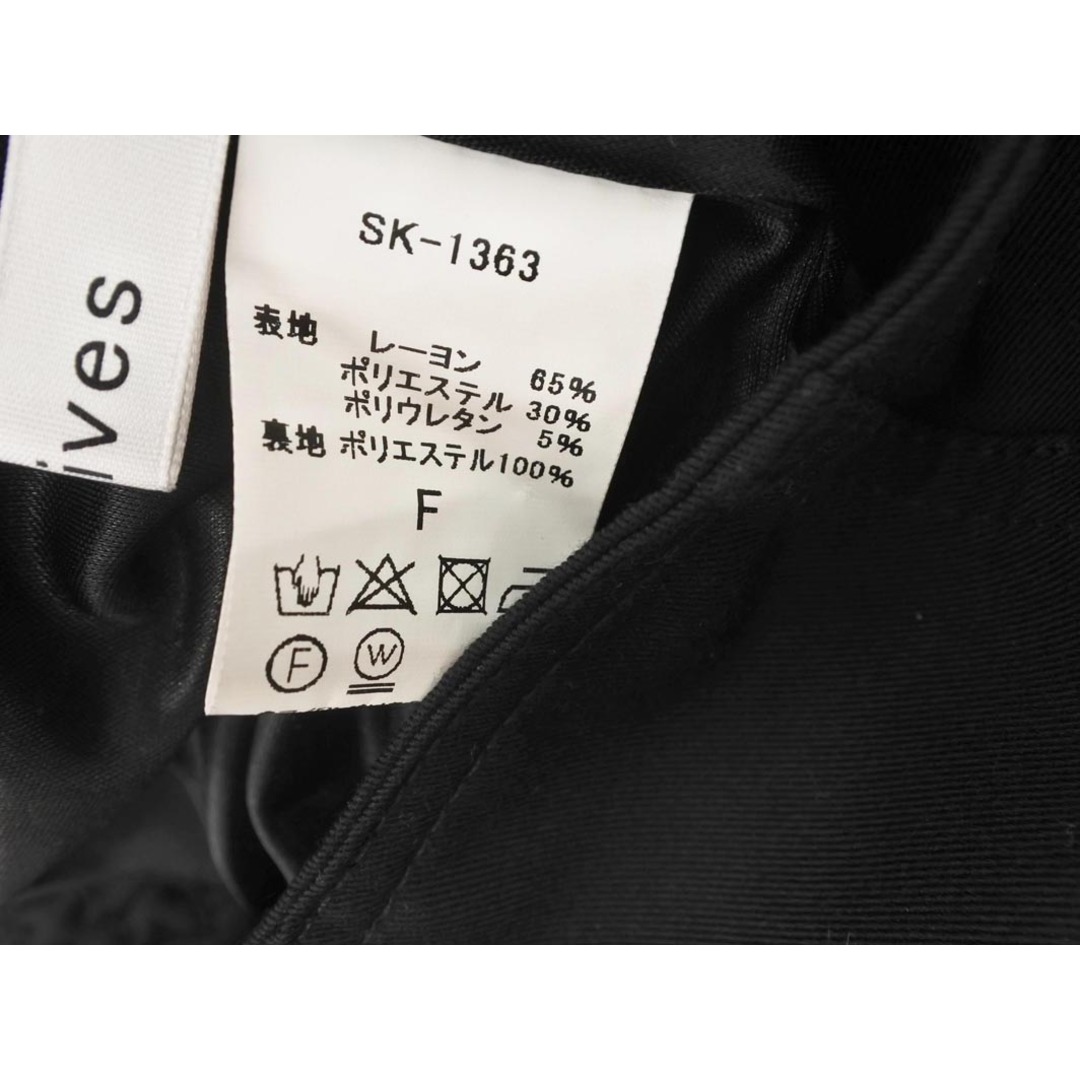 ives
SK-1363
表地 レーヨン 65%
ポリエステル 30%
ポリウレタン 5%
裏地 ポリエステル100%
F
F W